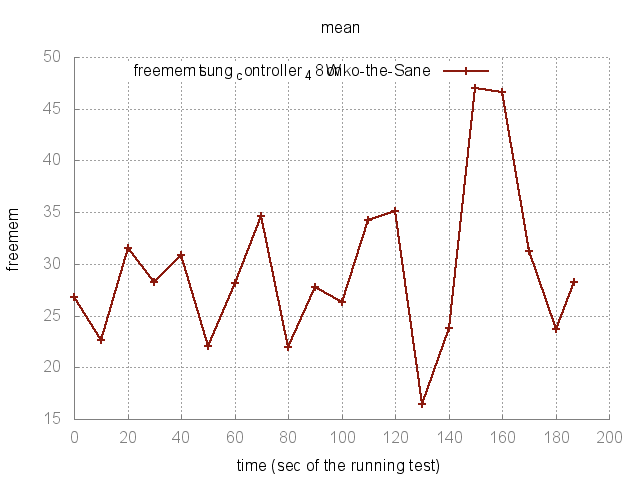 mean
50
45
40
35
30
25
20
15
freemem
freemem sung c ontroller 4 8 Wiko-the-Sane
0 20 40 60 80 100 120 140 160 180 200
time (sec of the running test)